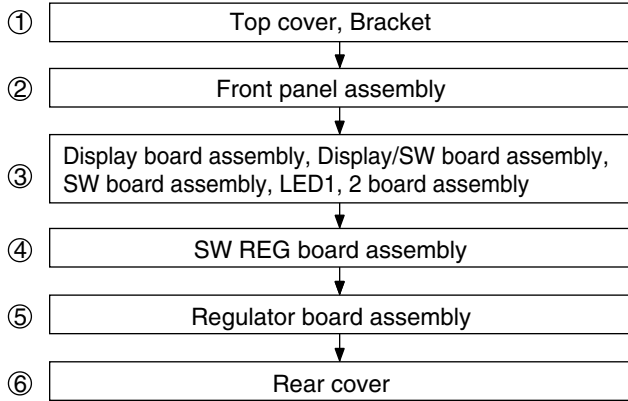 ① Top cover, Bracket
② Front panel assembly
③ Display board assembly, Display/SW board assembly,
SW board assembly, LED1, 2 board assembly
④ SW REG board assembly
⑤ Regulator board assembly
⑥ Rear cover